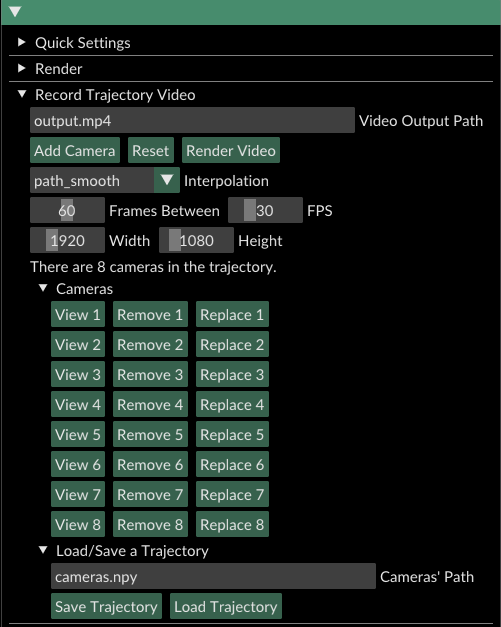 Quick Settings
Render
Record Trajectory Video
output.mp4 Video Output Path
Add Camera Reset Render Video
path_smooth Interpolation
60 Frames Between 30 FPS
1920 Width 1080 Height
There are 8 cameras in the trajectory.
Cameras
View 1 Remove 1 Replace 1
View 2 Remove 2 Replace 2
View 3 Remove 3 Replace 3
View 4 Remove 4 Replace 4
View 5 Remove 5 Replace 5
View 6 Remove 6 Replace 6
View 7 Remove 7 Replace 7
View 8 Remove 8 Replace 8
Load/Save a Trajectory
cameras.npy Cameras' Path
Save Trajectory Load Trajectory